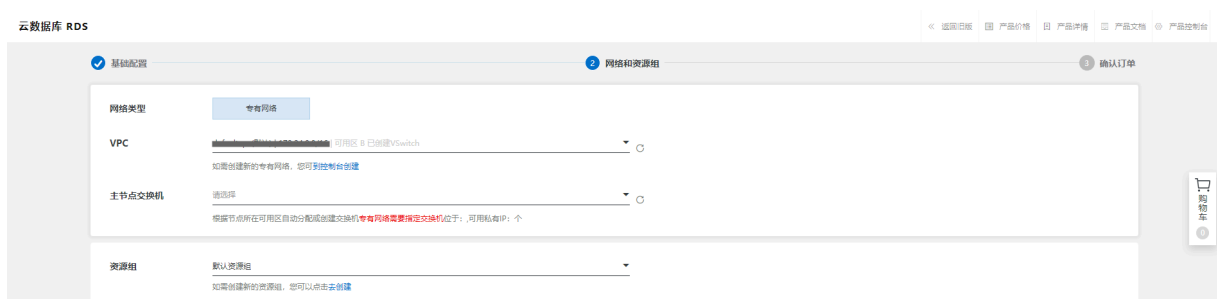 云数据库 RDS
返回旧版 产品价格 产品详情 产品文档 产品控制台
基础配置 2 网络和资源组 3 确认订单
网络类型 专有网络
VPC | 可用区 B 已创建VSwitch
如需创建新的专有网络，您可到控制台创建
主节点交换机 请选择
根据节点所在可用区自动分配或创建交换机专有网络需要指定交换机位于：,可用私有IP：个
购物车
0
资源组 默认资源组
如需创建新的资源组，您可以点击去创建